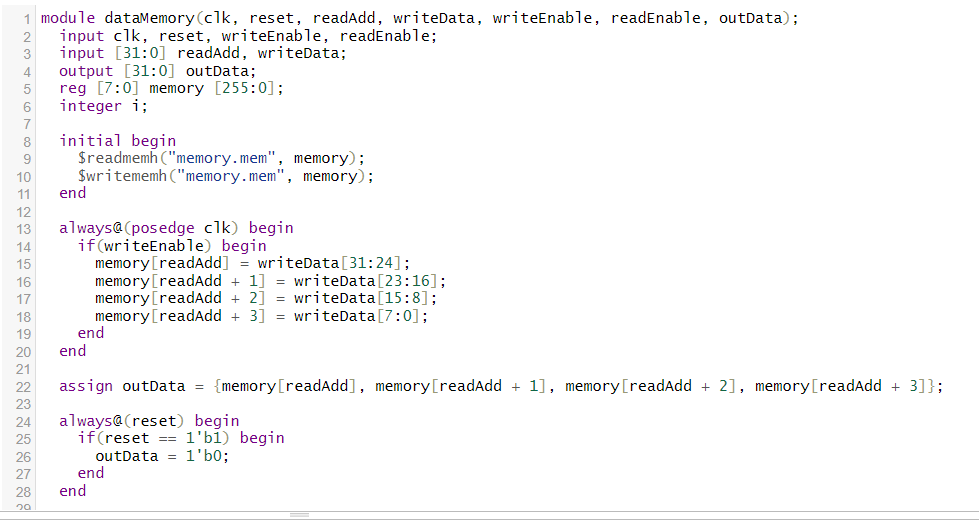 1 module dataMemory(clk, reset, readAdd, writeData, writeEnable, readEnable, outData);
2 input clk, reset, writeEnable, readEnable;
3 input [31:0] readAdd, writeData;
4 output [31:0] outData;
5 reg [7:0] memory [255:0];
6 integer i;
7
8 initial begin
9 $readmemh("memory.mem", memory);
10 $writememh("memory.mem", memory);
11 end
12
13 always@(posedge clk) begin
14 if(writeEnable) begin
15 memory[readAdd] = writeData[31:24];
16 memory[readAdd + 1] = writeData[23:16];
17 memory[readAdd + 2] = writeData[15:8];
18 memory[readAdd + 3] = writeData[7:0];
19 end
20 end
21
22 assign outData = {memory[readAdd], memory[readAdd + 1], memory[readAdd + 2], memory[readAdd + 3]};
23
24 always@(reset) begin
25 if(reset == 1'b1) begin
26 outData = 1'b0;
27 end
28 end
29